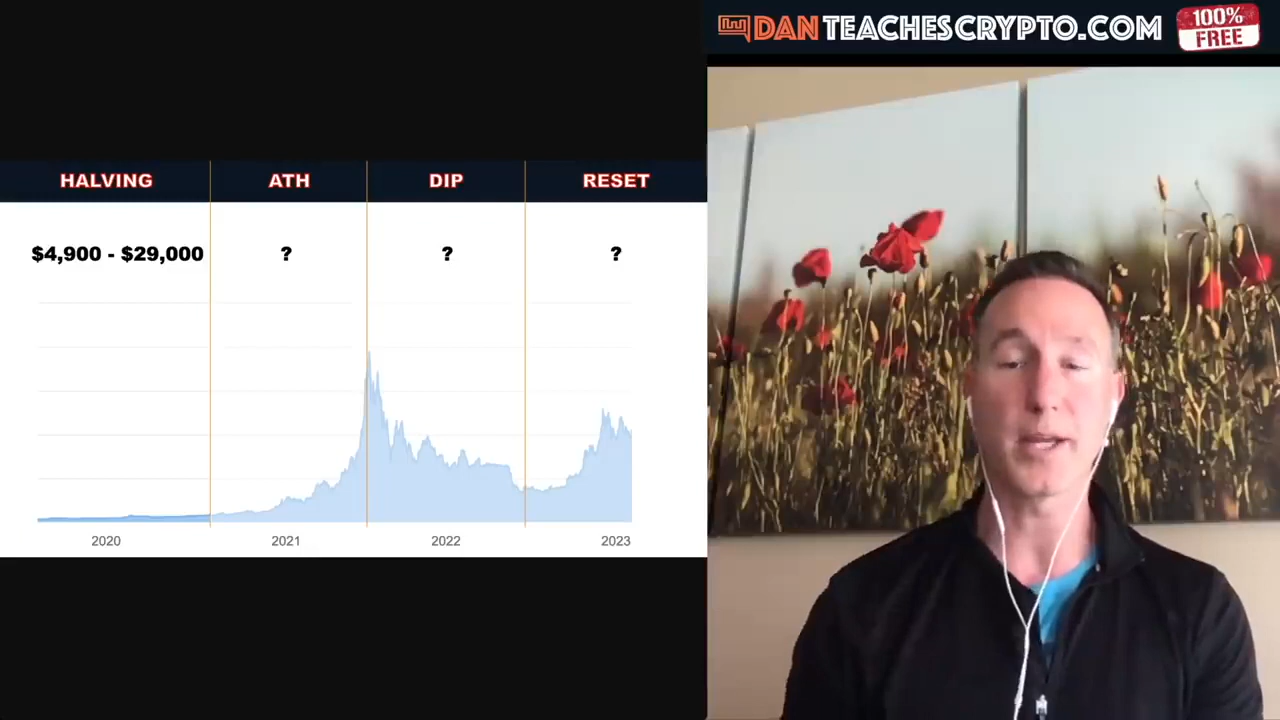 DANTEACHESCRYPTO.COM
100%
FREE
HALVING ATH DIP RESET
$4,900 - $29,000 ? ? ?
2020 2021 2022 2023